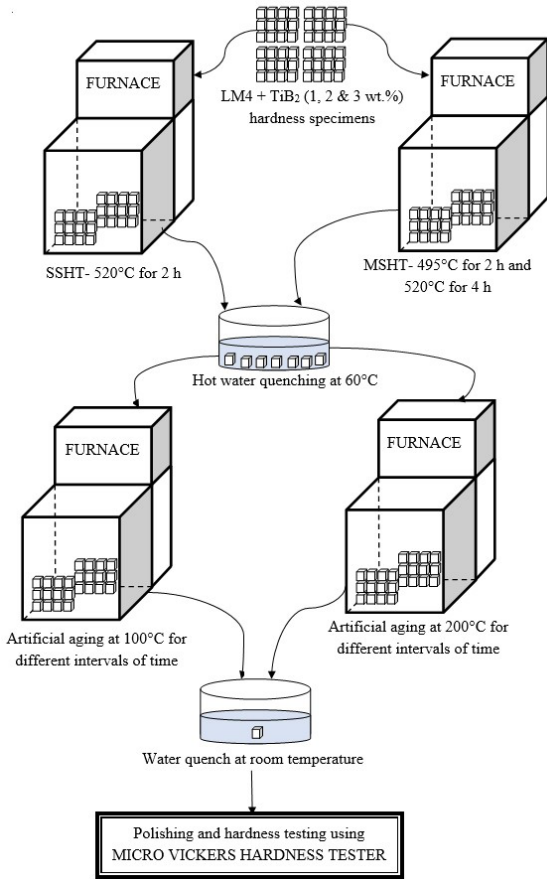 FURNACE
FURNACE
LM4 + TiB₂ (1, 2 & 3 wt.%)
hardness specimens
SSHT- 520°C for 2 h
MSHT- 495°C for 2 h and
520°C for 4 h
Hot water quenching at 60°C
FURNACE
FURNACE
Artificial aging at 100°C for
different intervals of time
Artificial aging at 200°C for
different intervals of time
Water quench at room temperature
Polishing and hardness testing using
MICRO VICKERS HARDNESS TESTER